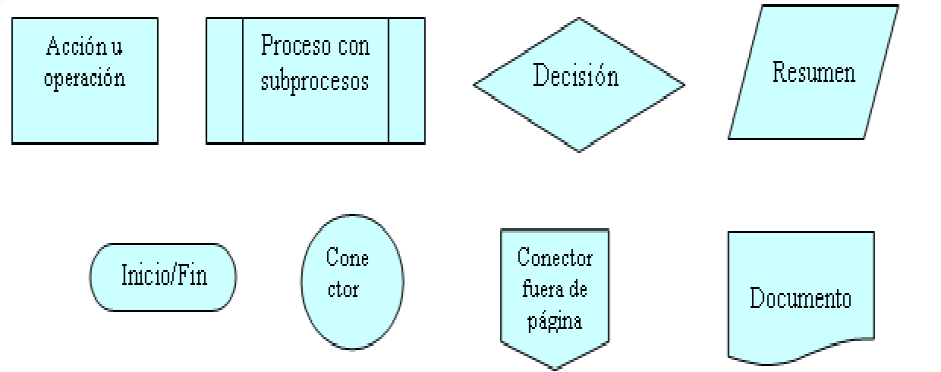 Acción u
operación
Proceso con
subprocesos
Decisión
Resumen
Inicio/Fin
Cone
ctor
Conector
fuera de
página
Documento